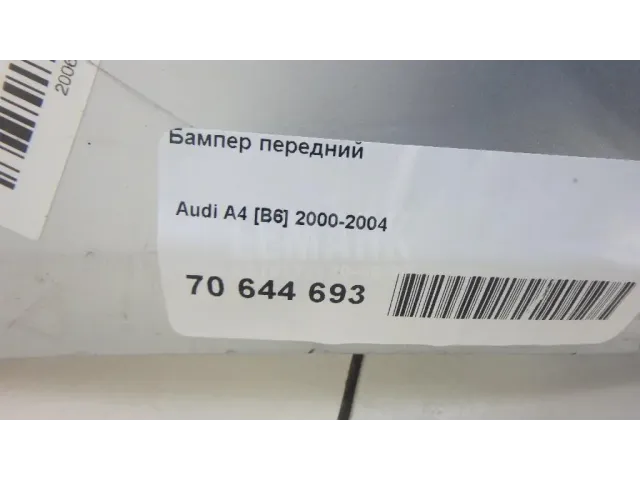 Бампер передний
Audi A4 [B6] 2000-2004
70 644 693